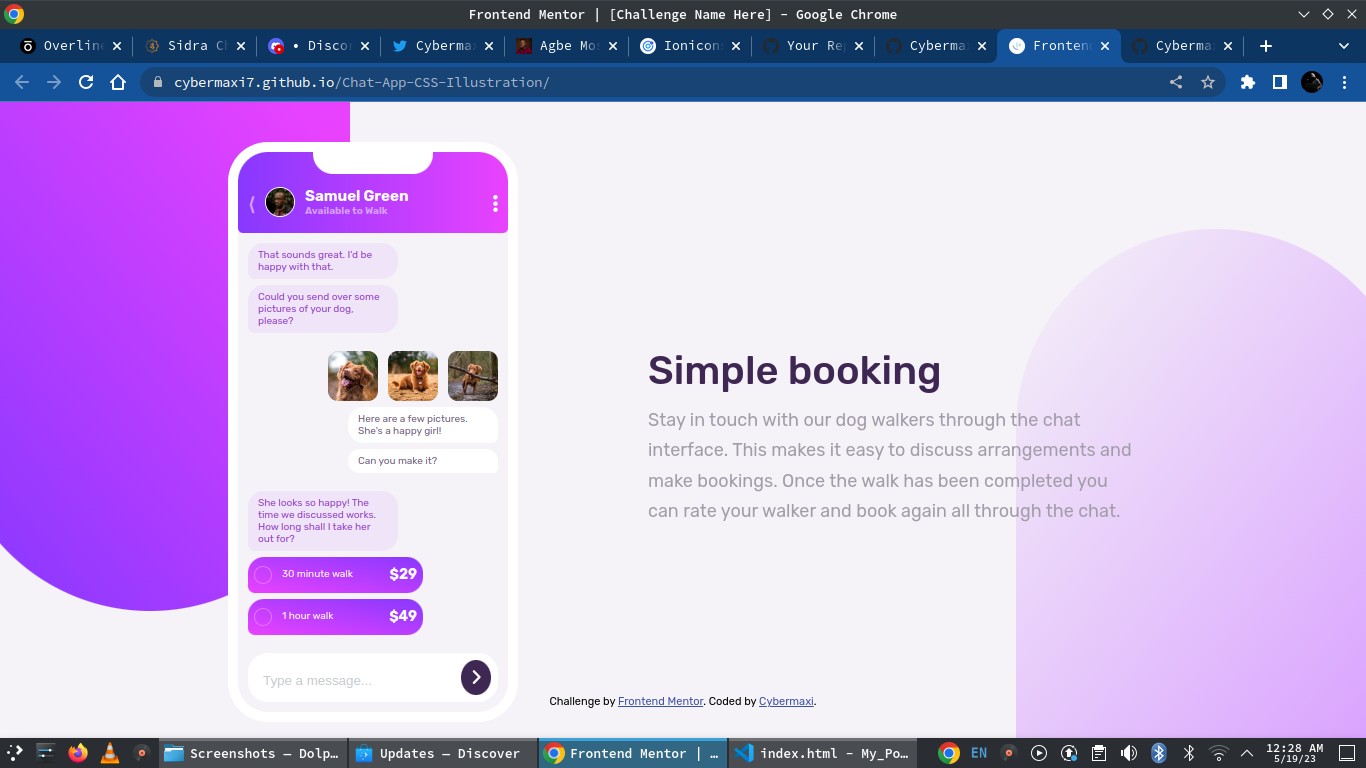 Frontend Mentor | [Challenge Name Here] – Google Chrome
Overline
Sidra C
• Disco
Cyberma
Agbe Mo
Ionicon
Your Re
Cyberma
Fronten
Cyberma
cybermaxi7.github.io/Chat-App-CSS-Illustration/
Samuel Green
Available to Walk
That sounds great. I'd be
happy with that.
Could you send over some
pictures of your dog,
please?
Here are a few pictures.
She's a happy girl!
Can you make it?
She looks so happy! The
time we discussed works.
How long shall I take her
out for?
30 minute walk $29
1 hour walk $49
Type a message...
Simple booking
Stay in touch with our dog walkers through the chat
interface. This makes it easy to discuss arrangements and
make bookings. Once the walk has been completed you
can rate your walker and book again all through the chat.
Challenge by Frontend Mentor. Coded by Cybermaxi.
Screenshots — Dolp...
Updates — Discover
Frontend Mentor | ...
index.html - My_Po...
EN
12:28 AM
5/19/23